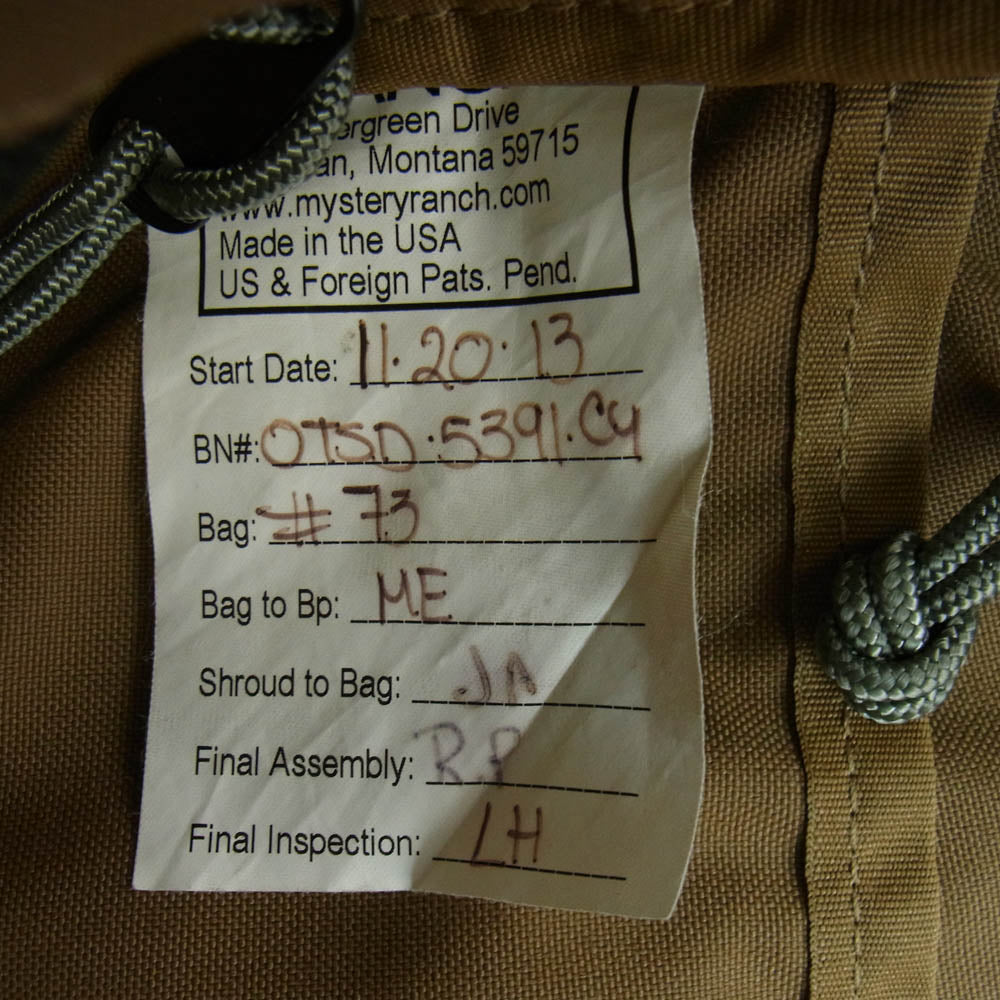 ergreen Drive
an, Montana 59715
www.mysteryranch.com
Made in the USA
US & Foreign Pats. Pend.
Start Date: 11.20.13
BN#: OTSD.5391.CY
Bag: # 73
Bag to Bp: ME
Shroud to Bag: JA
Final Assembly: R.P
Final Inspection: LH